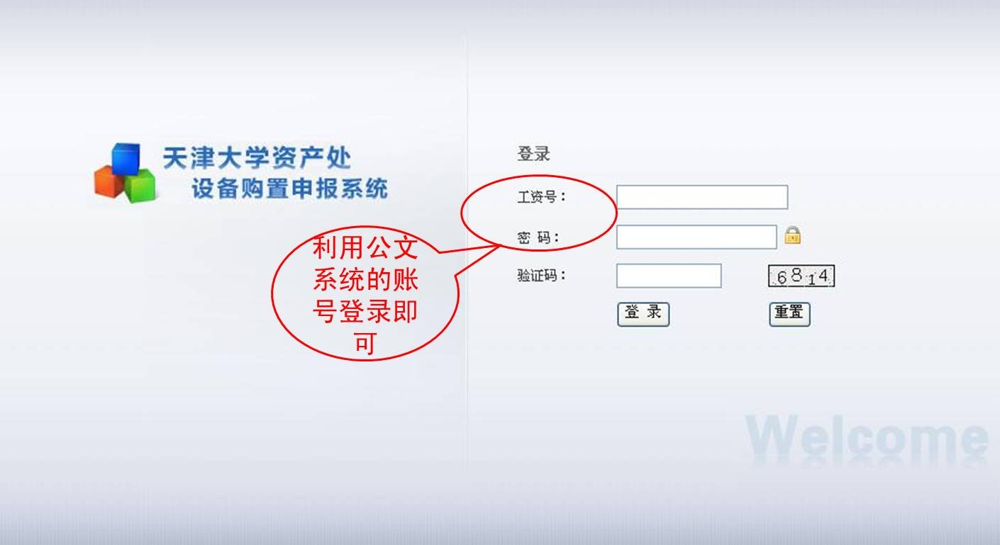 天津大学资产处
设备购置申报系统
登录
工资号：
密 码：
验证码：
6814
登 录
重置
利用公文
系统的账
号登录即
可
Welcome